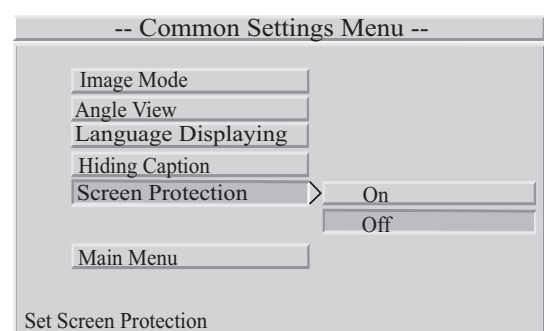 -- Common Settings Menu --
Image Mode
Angle View
Language Displaying
Hiding Caption
Screen Protection
On
Off
Main Menu
Set Screen Protection